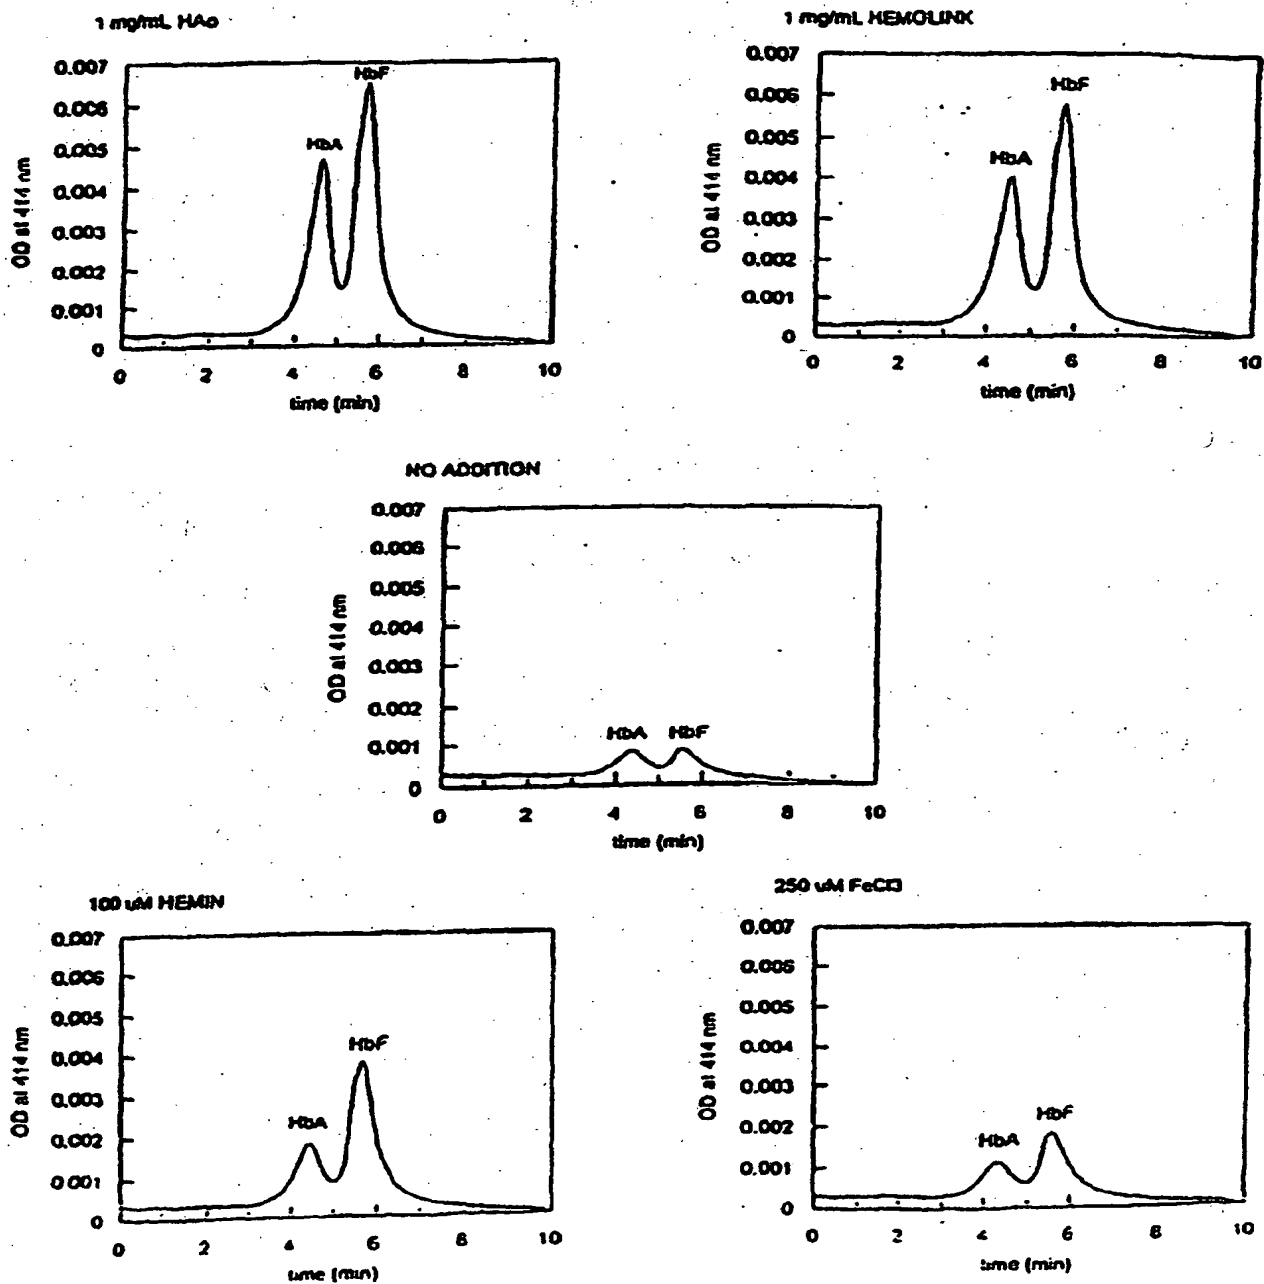 1 mg/mL HAo
0.007
0.006
0.005
0.004
0.003
0.002
0.001
0
OD at 414 nm
HbA
HbF
0 2 4 6 8 10
time (min)
1 mg/mL HEMOLINK
0.007
0.006
0.005
0.004
0.003
0.002
0.001
0
OD at 414 nm
HbA
HbF
0 2 4 6 8 10
time (min)
NO ADDITION
0.007
0.006
0.005
0.004
0.003
0.002
0.001
0
OD at 414 nm
HbA HbF
0 2 4 6 8 10
time (min)
100 uM HEMIN
0.007
0.006
0.005
0.004
0.003
0.002
0.001
0
OD at 414 nm
HbA
HbF
0 2 4 6 8 10
time (min)
250 uM FeCl3
0.007
0.006
0.005
0.004
0.003
0.002
0.001
0
OD at 414 nm
HbA
HbF
0 2 4 6 8 10
time (min)